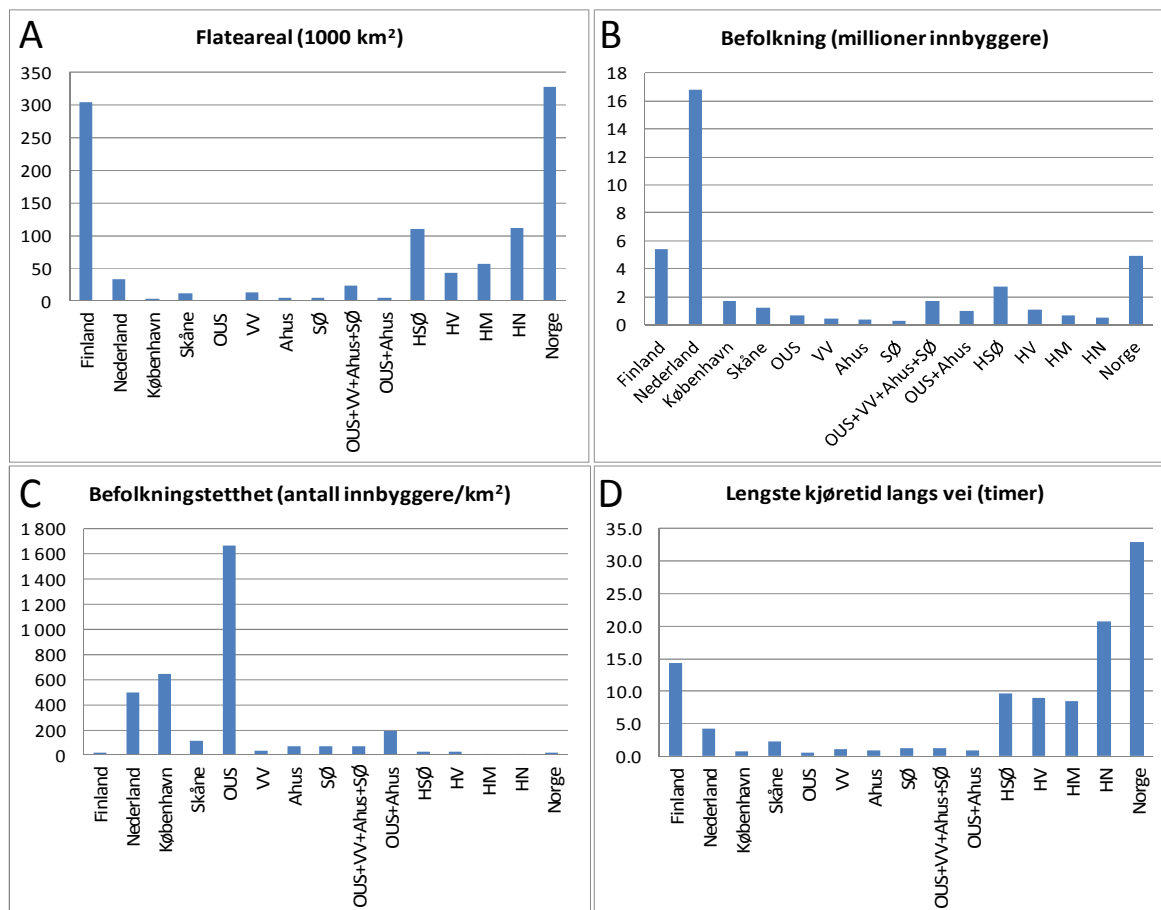 A
Flateareal (1000 km²)
350
300
250
200
150
100
50
0
Finland
Nederland
København
Skåne
OUS
VV
Ahus
SØ
OUS+VV+Ahus+SØ
OUS+Ahus
HSØ
HV
HM
HN
Norge
B
Befolkning (millioner innbyggere)
18
16
14
12
10
8
6
4
2
0
Finland
Nederland
København
Skåne
OUS
VV
Ahus
SØ
OUS+VV+Ahus+SØ
OUS+Ahus
HSØ
HV
HM
HN
Norge
C
Befolkningstetthet (antall innbyggere/km²)
1 800
1 600
1 400
1 200
1 000
800
600
400
200
0
Finland
Nederland
København
Skåne
OUS
VV
Ahus
SØ
OUS+VV+Ahus+SØ
OUS+Ahus
HSØ
HV
HM
HN
Norge
D
Lengste kjøretid langs vei (timer)
35.0
30.0
25.0
20.0
15.0
10.0
5.0
0.0
Finland
Nederland
København
Skåne
OUS
VV
Ahus
SØ
OUS+VV+Ahus+SØ
OUS+Ahus
HSØ
HV
HM
HN
Norge